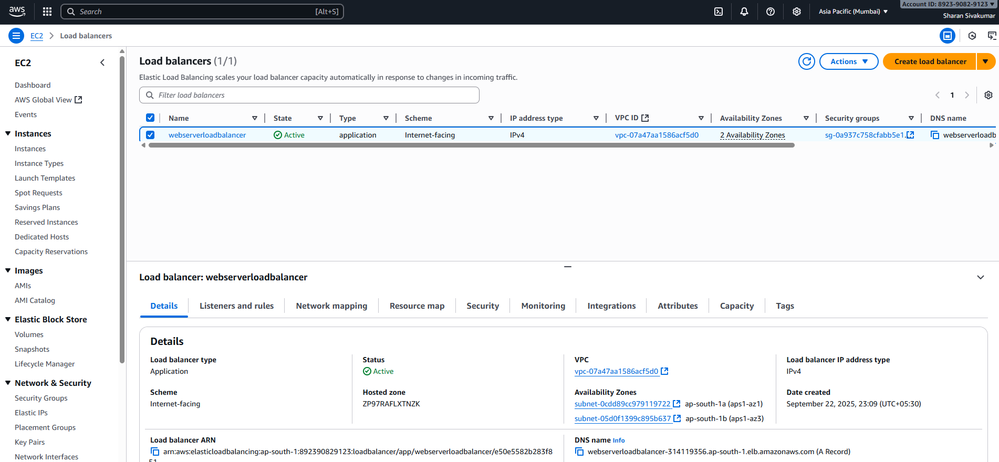 aws
Search [Alt+S]
Asia Pacific (Mumbai)
Account ID: 8923-9082-9123
Sharan Sivakumar
EC2 > Load balancers
EC2
Dashboard
AWS Global View
Events
Instances
Instances
Instance Types
Launch Templates
Spot Requests
Savings Plans
Reserved Instances
Dedicated Hosts
Capacity Reservations
Images
AMIs
AMI Catalog
Elastic Block Store
Volumes
Snapshots
Lifecycle Manager
Network & Security
Security Groups
Elastic IPs
Placement Groups
Key Pairs
Network Interfaces
Load balancers (1/1)
Actions
Create load balancer
Elastic Load Balancing scales your load balancer capacity automatically in response to changes in incoming traffic.
Filter load balancers
1
Name State Type Scheme IP address type VPC ID Availability Zones Security groups DNS name
webserverloadbalancer Active application Internet-facing IPv4 vpc-07a47aa1586acf5d0 2 Availability Zones sg-0a937c758cfabb5e1... webserverloadb
Load balancer: webserverloadbalancer
Details Listeners and rules Network mapping Resource map Security Monitoring Integrations Attributes Capacity Tags
Details
Load balancer type
Application
Status
Active
VPC
vpc-07a47aa1586acf5d0
Load balancer IP address type
IPv4
Scheme
Internet-facing
Hosted zone
ZP97RAFLXTNZK
Availability Zones
subnet-0cdd89cc979119722 ap-south-1a (aps1-az1)
subnet-05d0f1399c895b637 ap-south-1b (aps1-az3)
Date created
September 22, 2025, 23:09 (UTC+05:30)
Load balancer ARN
arn:aws:elasticloadbalancing:ap-south-1:892390829123:loadbalancer/app/webserverloadbalancer/e50e5582b283f8
51
DNS name Info
webserverloadbalancer-314119356.ap-south-1.elb.amazonaws.com (A Record)